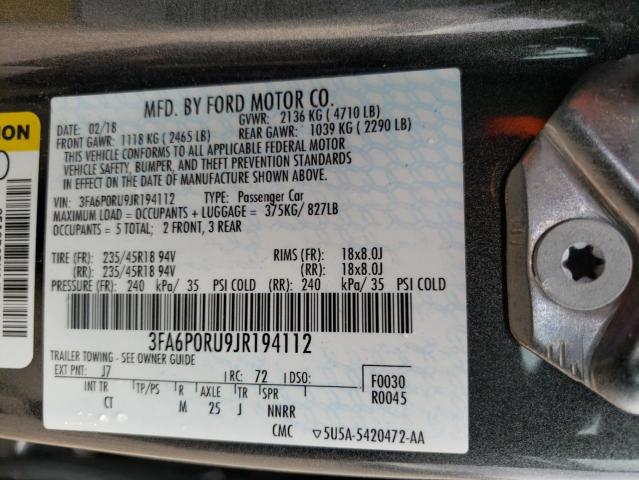 MFD. BY FORD MOTOR CO.
DATE: 02/18 GVWR: 2136 KG ( 4710 LB)
FRONT GAWR: 1118 KG ( 2465 LB) REAR GAWR: 1039 KG ( 2290 LB)
THIS VEHICLE CONFORMS TO ALL APPLICABLE FEDERAL MOTOR
VEHICLE SAFETY, BUMPER, AND THEFT PREVENTION STANDARDS
IN EFFECT ON THE DATE OF MANUFACTURE SHOWN ABOVE.
VIN: 3FA6P0RU9JR194112 TYPE: Passenger Car
MAXIMUM LOAD = OCCUPANTS + LUGGAGE = 375KG/ 827LB
OCCUPANTS = 5 TOTAL; 2 FRONT, 3 REAR
TIRE (FR): 235/45R18 94V RIMS (FR): 18x8.0J
(RR): 235/45R18 94V (RR): 18x8.0J
PRESSURE (FR): 240 kPa/ 35 PSI COLD (RR): 240 kPa/ 35 PSI COLD
3FA6P0RU9JR194112
TRAILER TOWING - SEE OWNER GUIDE
EXT PNT: J7 RC: 72 DSO: F0030
INT TR TP/PS R AXLE TR SPR R0045
CT M 25 J NNRR
CMC ▽5U5A-5420472-AA
ION